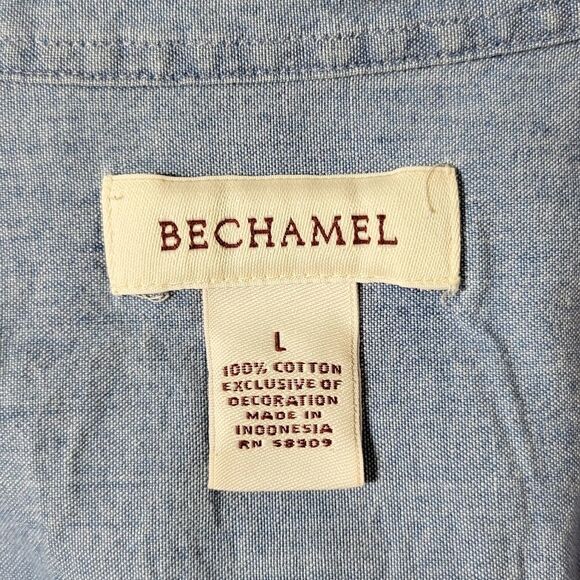 BECHAMEL
L
100% COTTON
EXCLUSIVE OF
DECORATION
MADE IN
INDONESIA
RN 58909